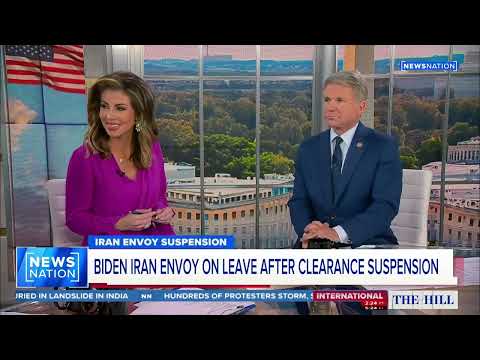 NEWSNATION
IRAN ENVOY SUSPENSION
NEWS
NATION
BIDEN IRAN ENVOY ON LEAVE AFTER CLEARANCE SUSPENSION
URIED IN LANDSLIDE IN INDIA
HUNDREDS OF PROTESTERS STORM, S
INTERNATIONAL
THE HILL